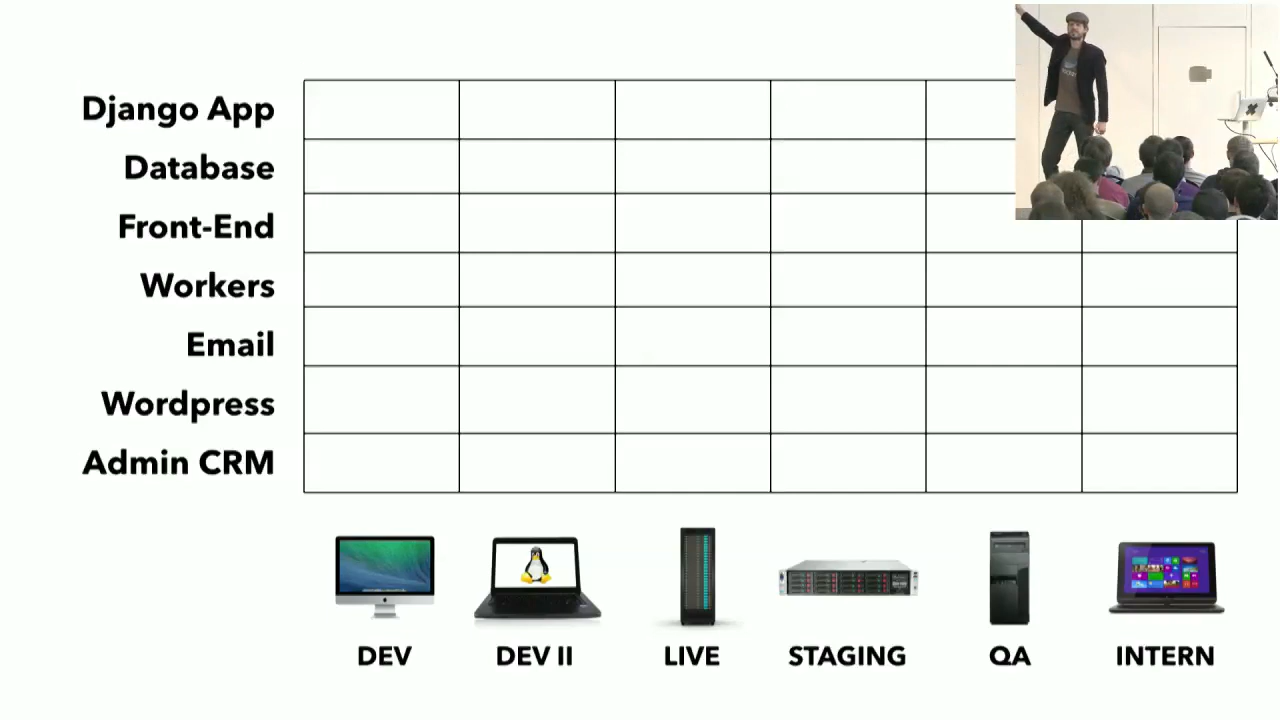 Django App
Database
Front-End
Workers
Email
Wordpress
Admin CRM
DEV
DEV II
LIVE
STAGING
QA
INTERN